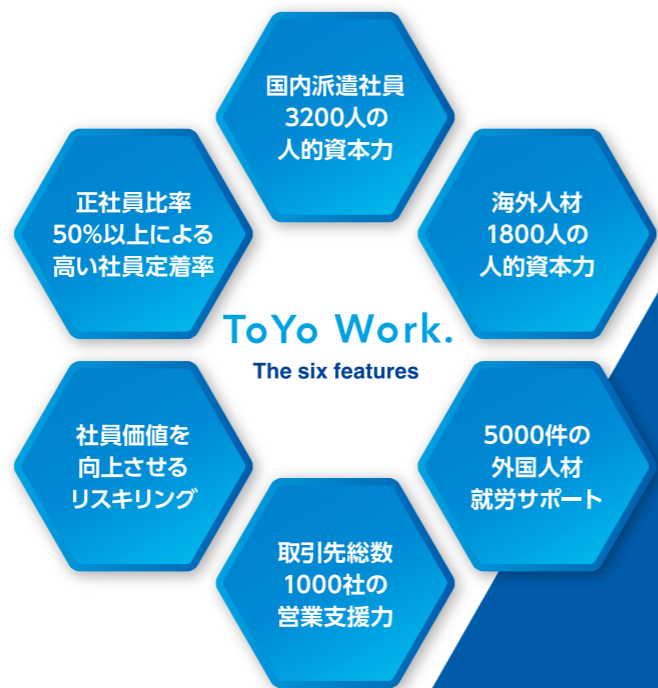 国内派遣社員
3200人の
人的資本力
正社員比率
50%以上による
高い社員定着率
海外人材
1800人の
人的資本力
ToYo Work.
The six features
社員価値を
向上させる
リスキリング
5000件の
外国人材
就労サポート
取引先総数
1000社の
営業支援力